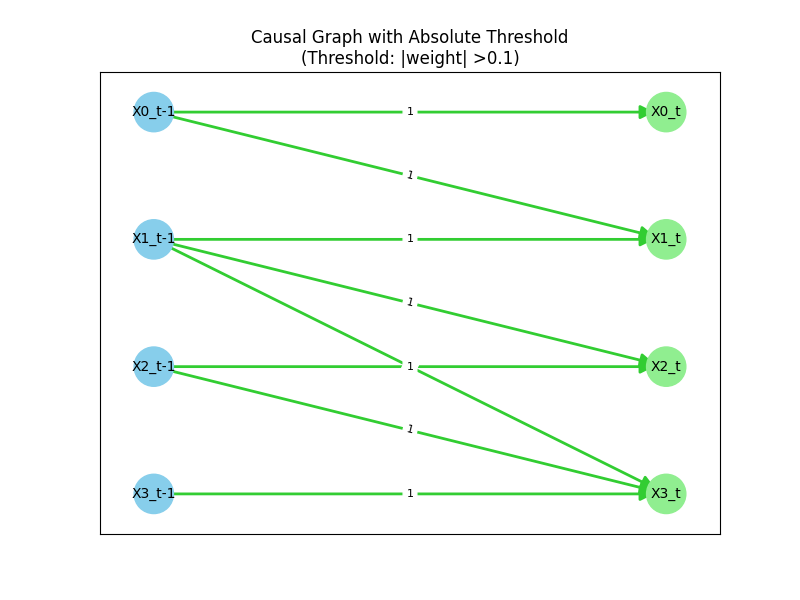 Causal Graph with Absolute Threshold
(Threshold: |weight| >0.1)
X0_t-1
1
X0_t
1
X1_t-1
1
X1_t
1
X2_t-1
1
X2_t
1
X3_t-1
1
X3_t